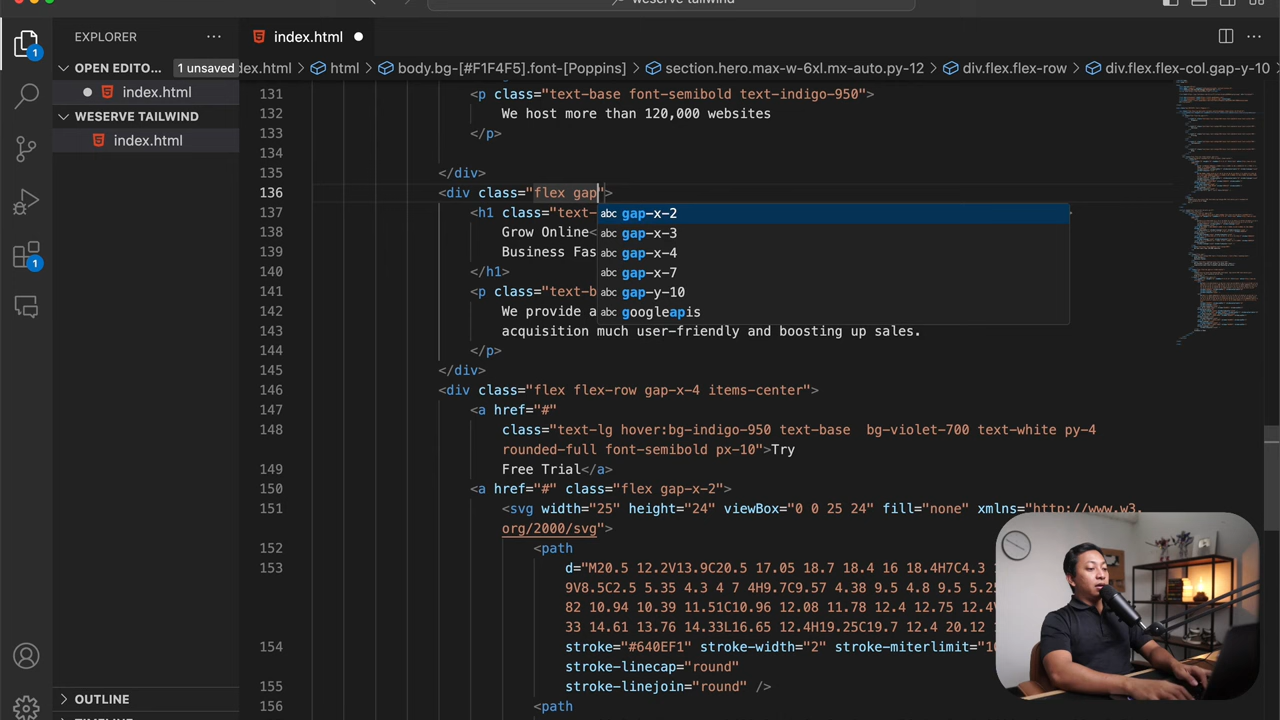 weserve tailwind
EXPLORER
index.html
OPEN EDITO...
1 unsaved
dex.html > html > body.bg-[#F1F4F5].font-[Poppins] > section.hero.max-w-6xl.mx-auto.py-12 > div.flex.flex-row > div.flex.flex-col.gap-y-10
index.html
WESERVE TAILWIND
index.html
1
1
131 <p class="text-base font-semibold text-indigo-950">
132 We host more than 120,000 websites
133 </p>
134
135 </div>
136 <div class="flex gap">
137 <h1 class="text-
138 Grow Online<
139 Business Fas
140 </h1>
141 <p class="text-b
142 We provide a
143 acquisition much user-friendly and boosting up sales.
144 </p>
145 </div>
abc gap-x-2
abc gap-x-3
abc gap-x-4
abc gap-x-7
abc gap-y-10
abc googleapis
146 <div class="flex flex-row gap-x-4 items-center">
147 <a href="#"
148 class="text-lg hover:bg-indigo-950 text-base  bg-violet-700 text-white py-4
rounded-full font-semibold px-10">Try
149 Free Trial</a>
150 <a href="#" class="flex gap-x-2">
151 <svg width="25" height="24" viewBox="0 0 25 24" fill="none" xmlns="http://www.w3.
org/2000/svg">
152 <path
153 d="M20.5 12.2V13.9C20.5 17.05 18.7 18.4 16 18.4H7C4.3
9V8.5C2.5 5.35 4.3 4 7 4H9.7C9.57 4.38 9.5 4.8 9.5 5.25
82 10.94 10.39 11.51C10.96 12.08 11.78 12.4 12.75 12.4V
33 14.61 13.76 14.33L16.65 12.4H19.25C19.7 12.4 20.12
154 stroke="#640EF1" stroke-width="2" stroke-miterlimit="10
stroke-linecap="round"
155 stroke-linejoin="round" />
156 <path
OUTLINE